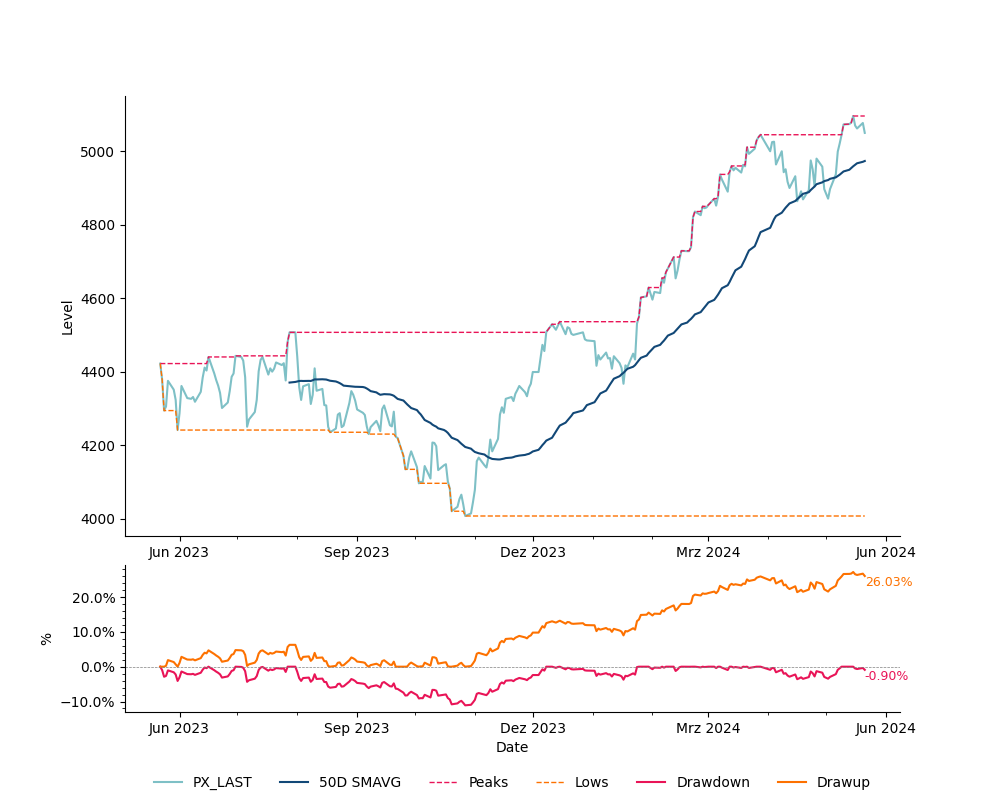 5000
4800
4600
4400
4200
4000
Level
Jun 2023 Sep 2023 Dez 2023 Mrz 2024 Jun 2024
20.0%
10.0%
0.0%
−10.0%
%
26.03%
-0.90%
Jun 2023 Sep 2023 Dez 2023 Mrz 2024 Jun 2024
Date
PX_LAST 50D SMAVG Peaks Lows Drawdown Drawup